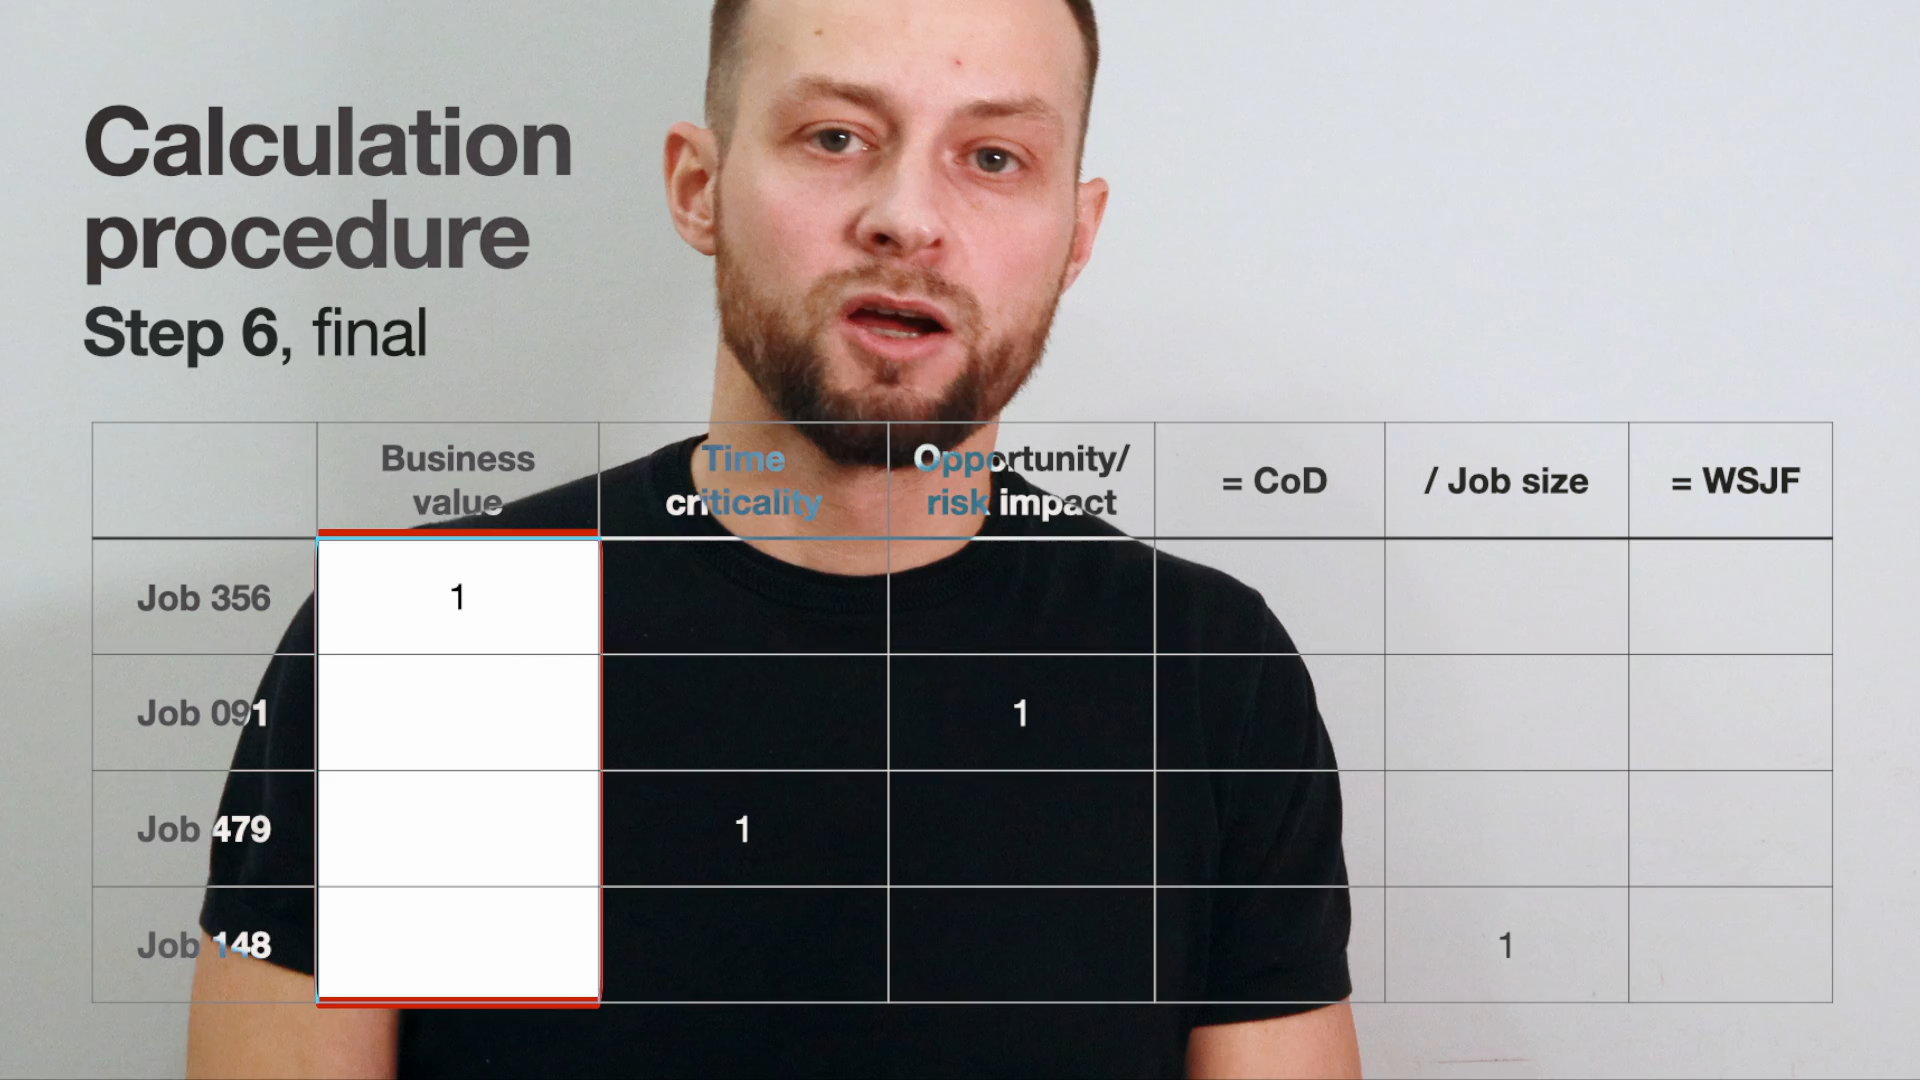 Calculation
procedure
Step 6, final
Business
value
Time
criticality
Opportunity/
risk impact
= CoD
/ Job size
= WSJF
Job 356
1
Job 091
1
Job 479
1
Job 148
1